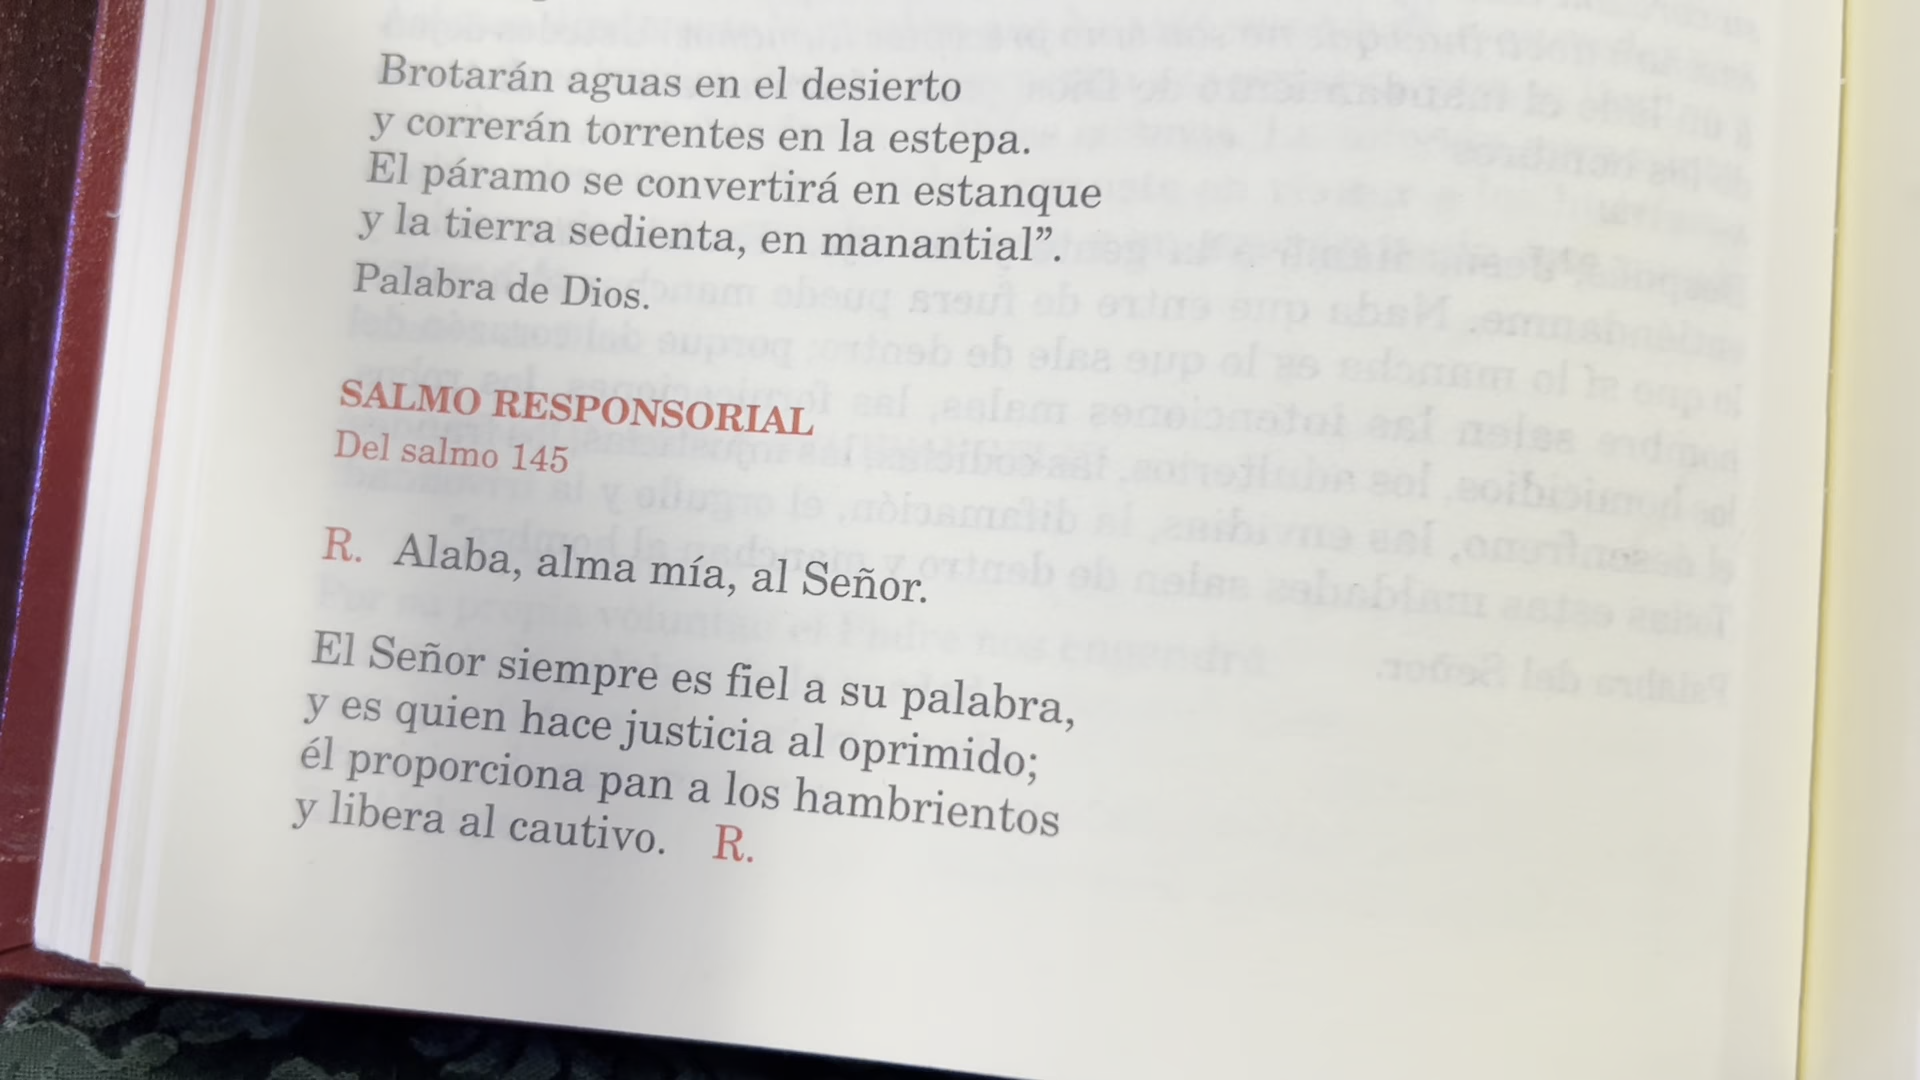 Brotarán aguas en el desierto
y correrán torrentes en la estepa.
El páramo se convertirá en estanque
y la tierra sedienta, en manantial”.
Palabra de Dios.
SALMO RESPONSORIAL
Del salmo 145
R. Alaba, alma mía, al Señor.
El Señor siempre es fiel a su palabra,
y es quien hace justicia al oprimido;
él proporciona pan a los hambrientos
y libera al cautivo. R.